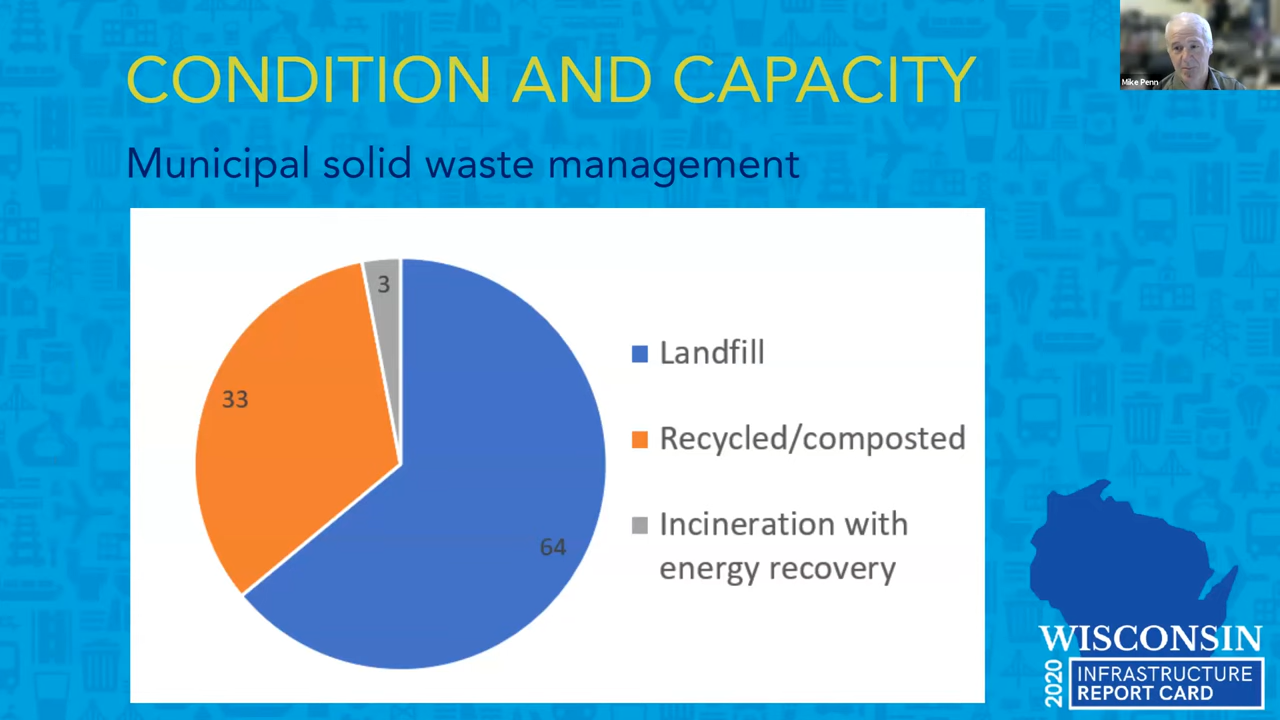 CONDITION AND CAPACITY
Mike Penn
Municipal solid waste management
3
33
64
Landfill
Recycled/composted
Incineration with
energy recovery
WISCONSIN
2020
INFRASTRUCTURE
REPORT CARD